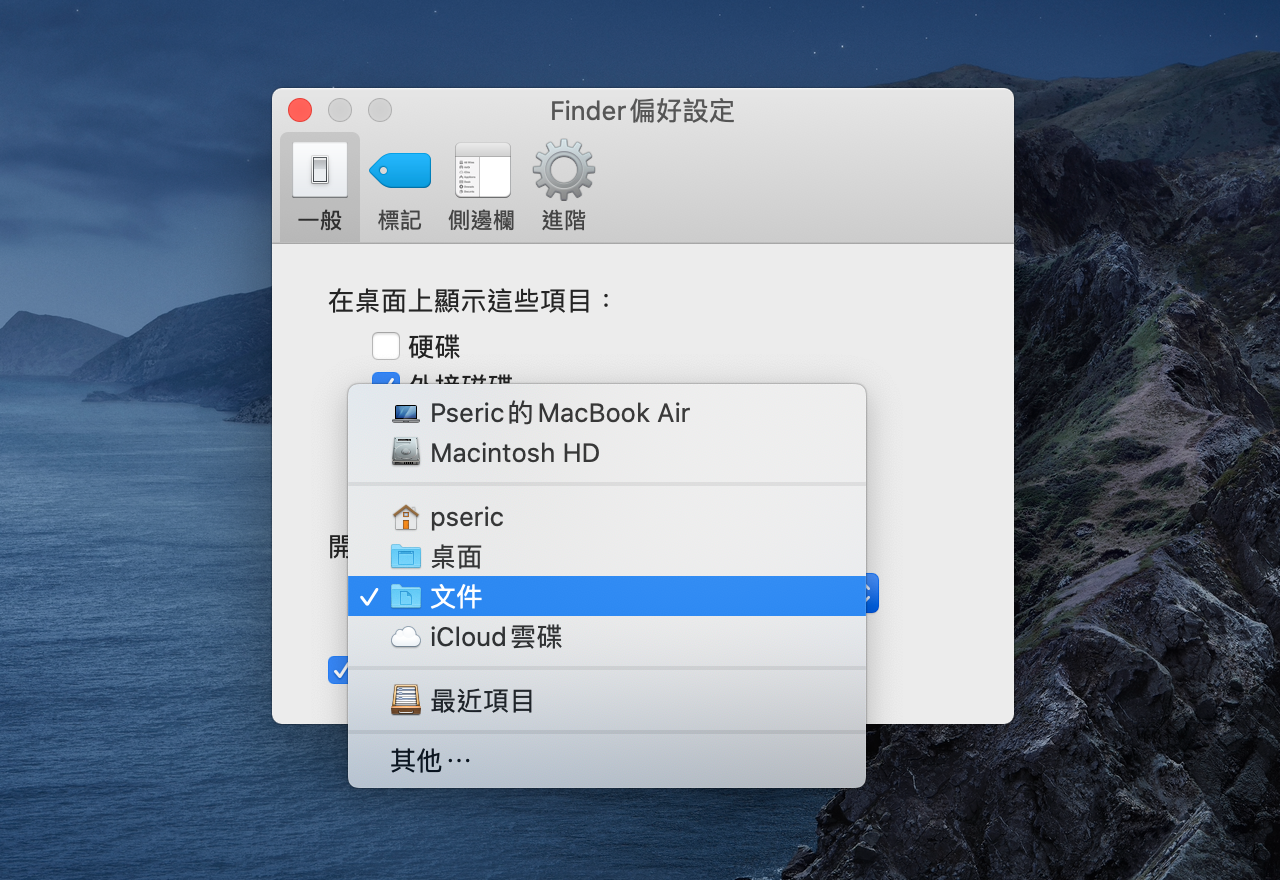 Finder偏好設定
一般 標記 側邊欄 進階
在桌面上顯示這些項目：
硬碟
外接磁碟
Pseric的MacBook Air
Macintosh HD
pseric
開
桌面
文件
iCloud雲碟
最近項目
其他⋯